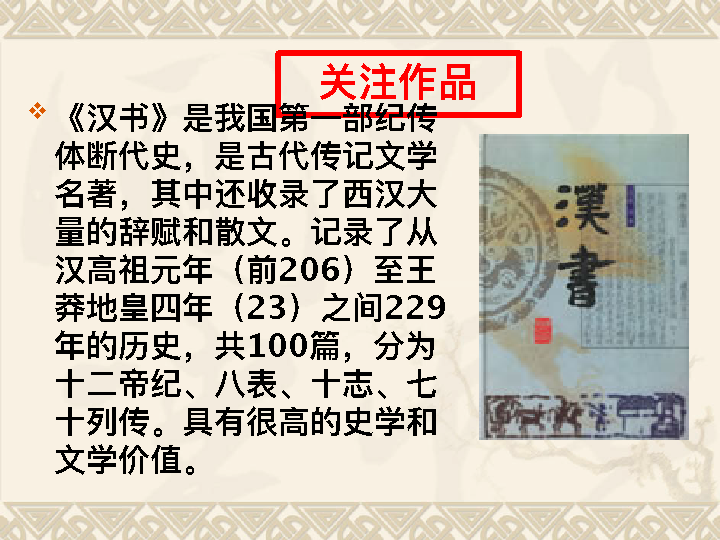 关注作品
《汉书》是我国第一部纪传
体断代史，是古代传记文学
名著，其中还收录了西汉大
量的辞赋和散文。记录了从
汉高祖元年（前206）至王
莽地皇四年（23）之间229
年的历史，共100篇，分为
十二帝纪、八表、十志、七
十列传。具有很高的史学和
文学价值。
漢
書